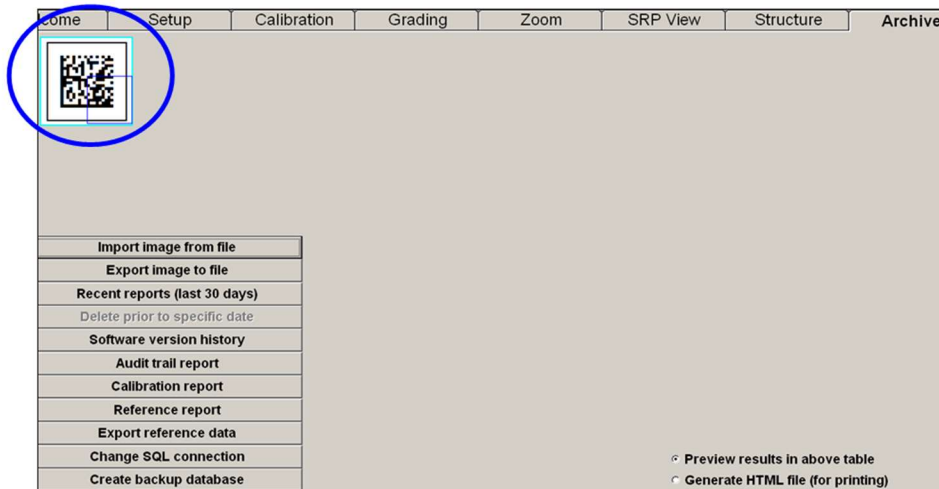 ome Setup Calibration Grading Zoom SRP View Structure Archive
Import image from file
Export image to file
Recent reports (last 30 days)
Delete prior to specific date
Software version history
Audit trail report
Calibration report
Reference report
Export reference data
Change SQL connection
Preview results in above table
Create backup database
Generate HTML file (for printing)